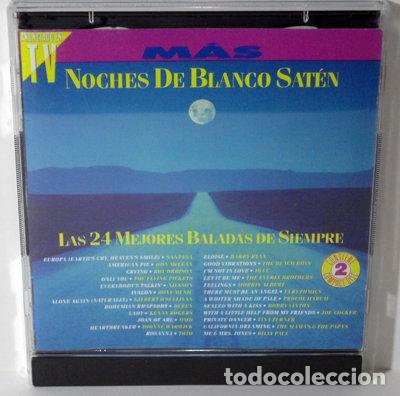 ANUNCIADO EN
TV
MÁS
NOCHES DE BLANCO SATÉN
LAS 24 MEJORES BALADAS DE SIEMPRE
EUROPA (EARTH'S CRY, HEAVEN'S SMILE) • SANTANA
AMERICAN PIE • DON MCLEAN
CRYING • ROY ORBISON
ONLY YOU • THE FLYING PICKETS
EVERYBODY'S TALKIN' • NILSSON
AVALON • ROXY MUSIC
ALONE AGAIN (NATURALLY) • GILBERT O'SULLIVAN
BOHEMIAN RHAPSODY • QUEEN
LADY • KENNY ROGERS
JOAN OF ARC • OMD
HEARTBREAKER • DIONNE WARWICK
ROSANNA • TOTO
ELOISE • BARRY RYAN
GOOD VIBRATIONS • THE BEACH BOYS
I'M NOT IN LOVE • 10 CC
LET IT BE ME • THE EVERLY BROTHERS
FEELINGS • MORRIS ALBERT
THERE MUST BE AN ANGEL • EURYTHMICS
A WHITER SHADE OF PALE • PROCOL HARUM
SEALED WITH A KISS • BOBBY VINTON
WITH A LITTLE HELP FROM MY FRIENDS • JOE COCKER
PRIVATE DANCER • TINA TURNER
CALIFORNIA DREAMING • THE MAMAS & THE PAPAS
ME & MRS. JONES • BILLY PAUL
CONTIENE
2
todocoleccion
todocoleccion.net